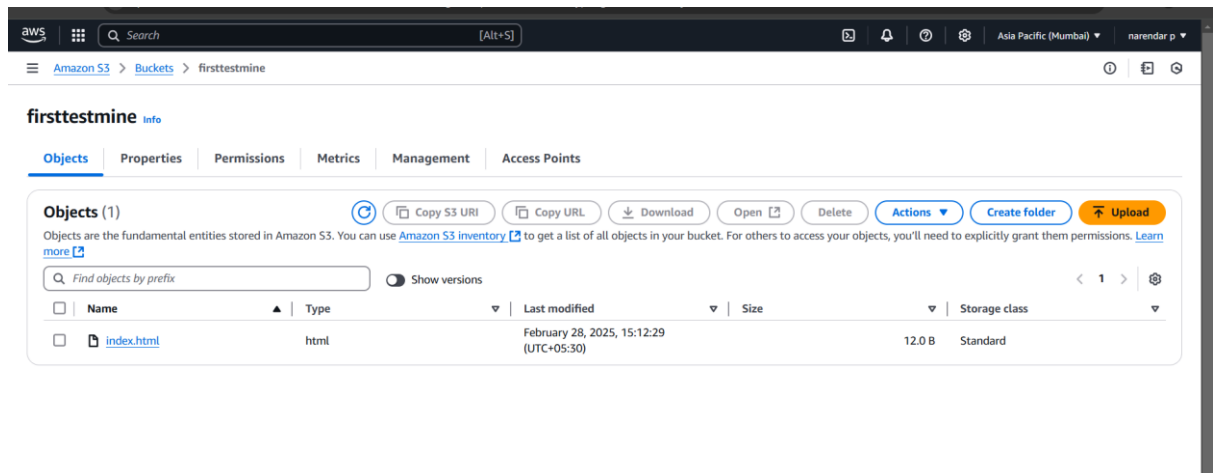 aws Search [Alt+S] Asia Pacific (Mumbai) narendar p
Amazon S3 > Buckets > firsttestmine
firsttestmine Info
Objects Properties Permissions Metrics Management Access Points
Objects (1) Copy S3 URI Copy URL Download Open Delete Actions Create folder Upload
Objects are the fundamental entities stored in Amazon S3. You can use Amazon S3 inventory to get a list of all objects in your bucket. For others to access your objects, you'll need to explicitly grant them permissions. Learn
more
Find objects by prefix Show versions < 1 >
Name Type Last modified Size Storage class
index.html html February 28, 2025, 15:12:29 12.0 B Standard
(UTC+05:30)